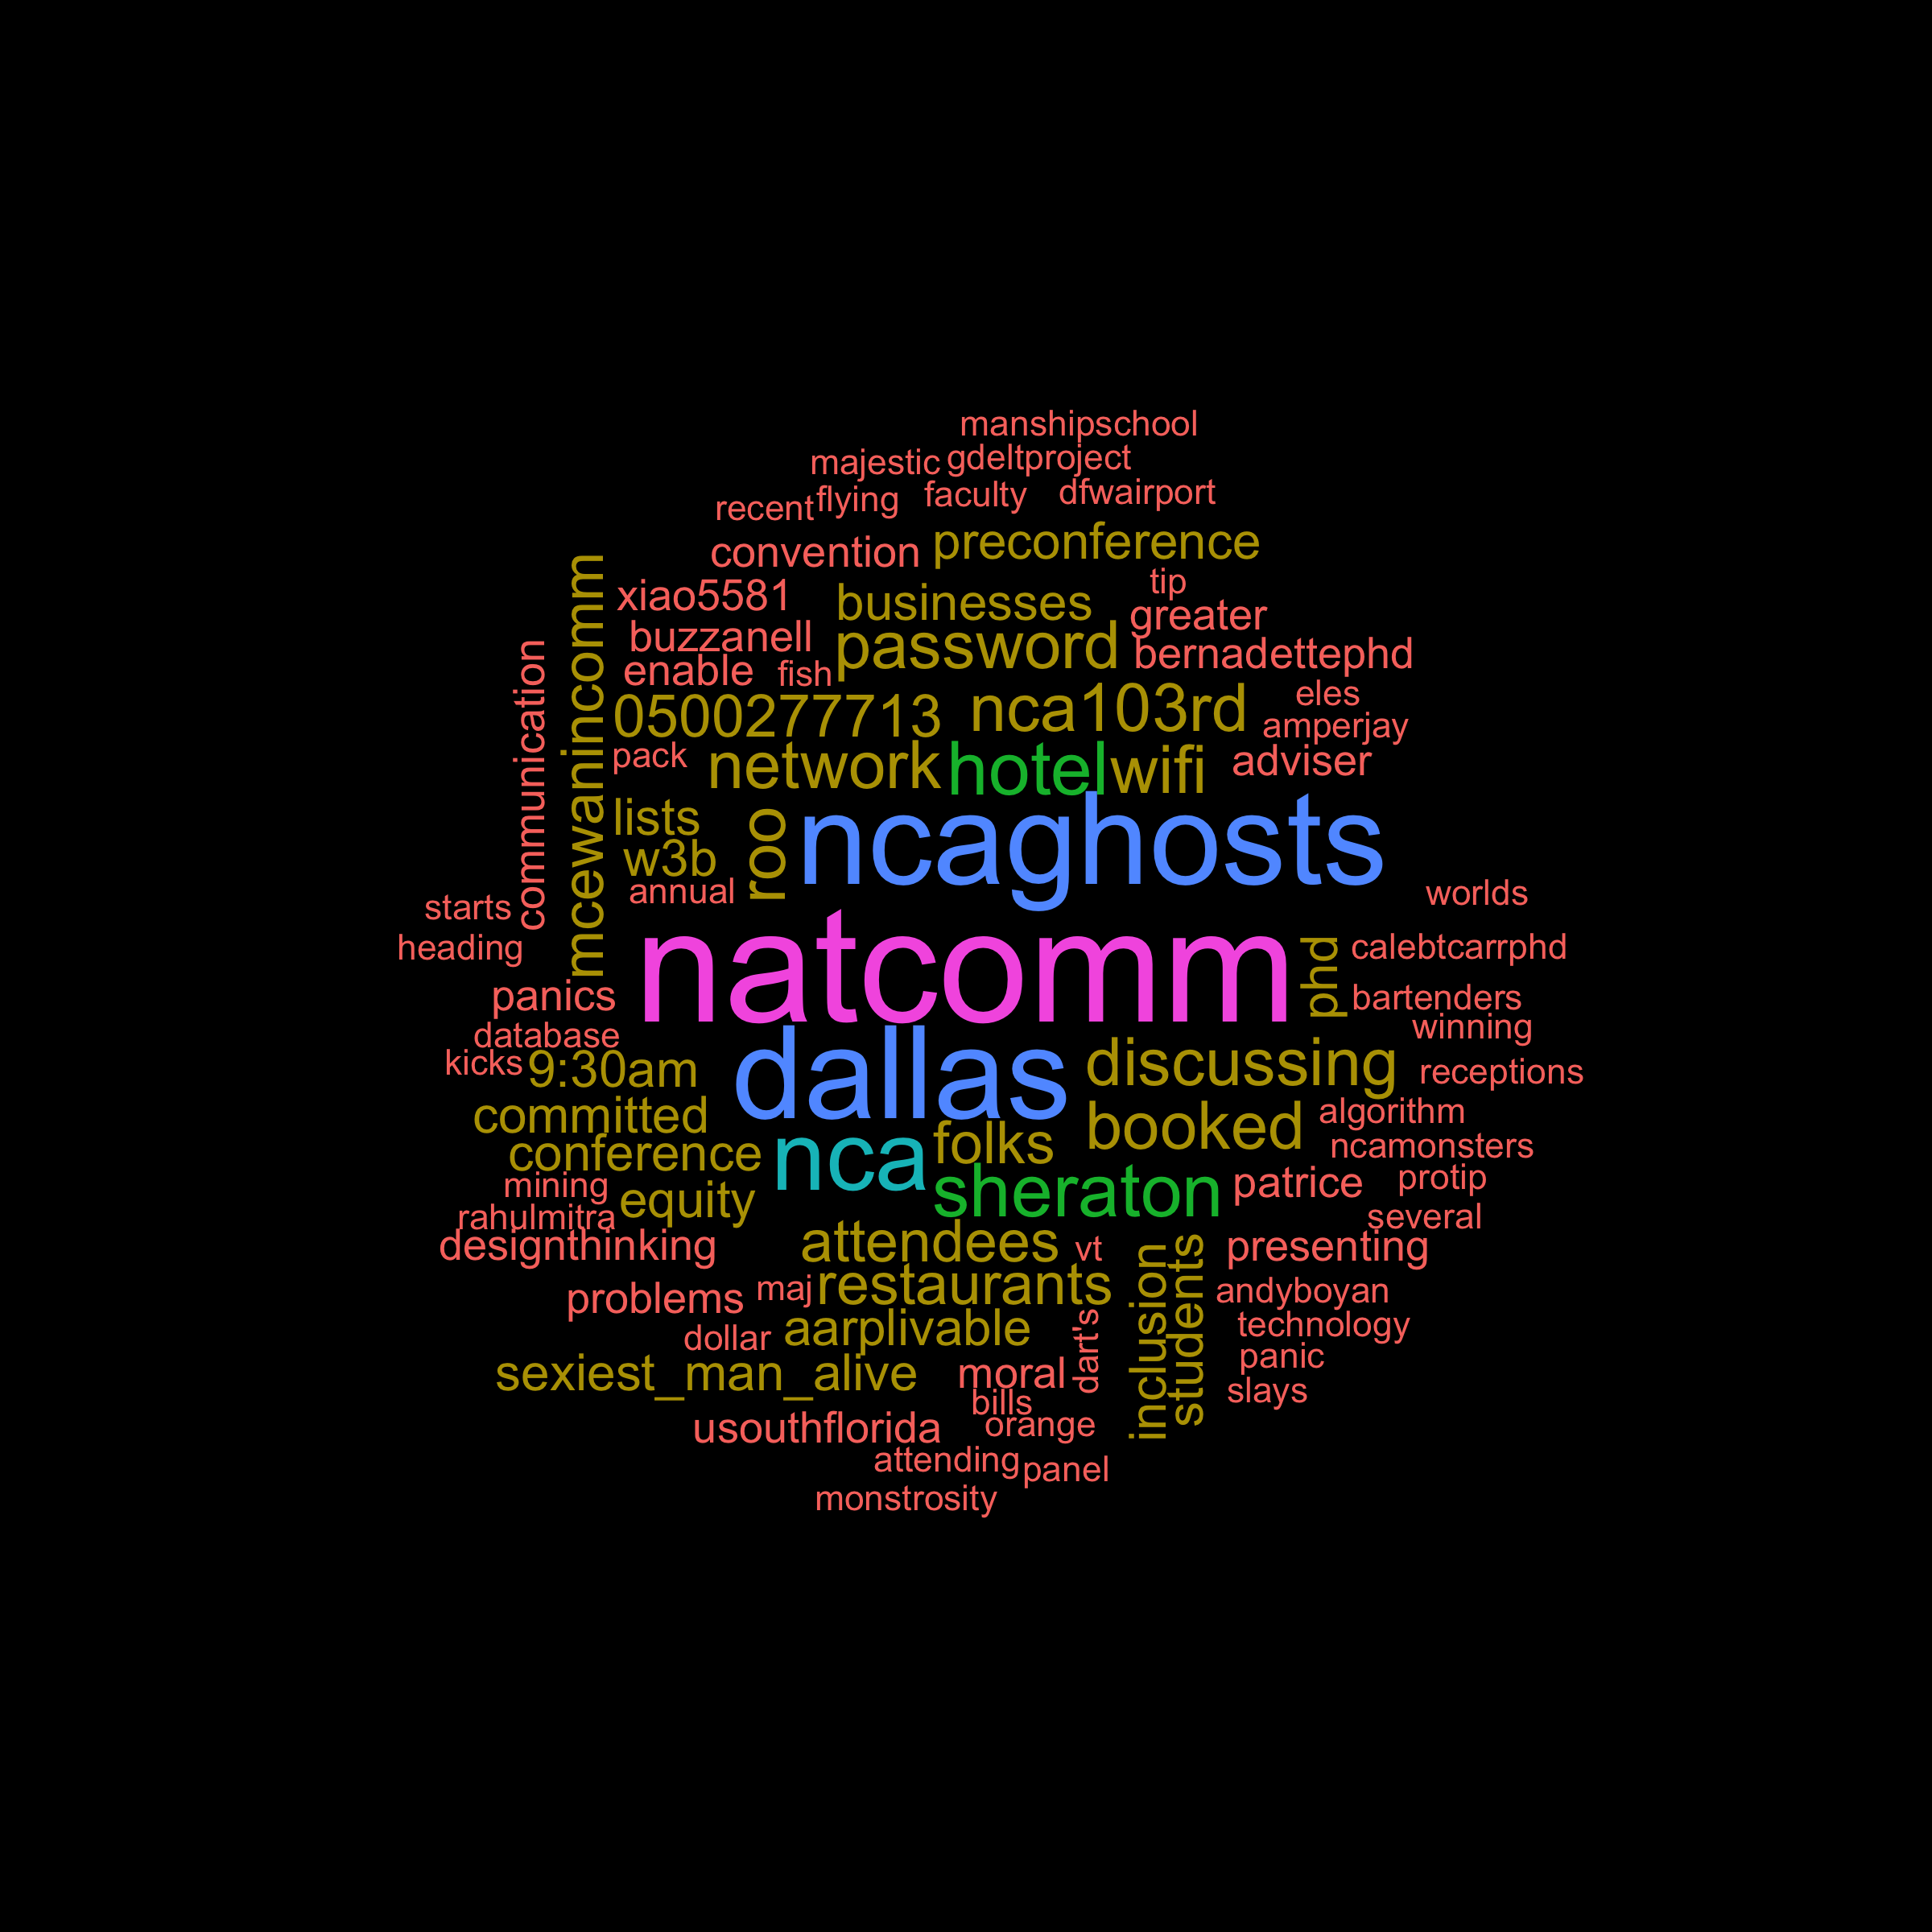 manshipschool
majestic
gdeltproject
recent
flying
faculty
dfwairport
convention
preconference
xiao5581
businesses
tip
greater
buzzanell
password
bernadettephd
enable
fish
communication
mcewanincomm
0500277713
nca103rd
eles
amperjay
pack
network
hotel
wifi
adviser
lists
roo
ncaghosts
w3b
annual
worlds
starts
heading
natcomm
phd
calebtcarrphd
panics
bartenders
winning
database
kicks
9:30am
dallas
discussing
receptions
committed
booked
algorithm
conference
nca
folks
ncamonsters
mining
equity
sheraton
patrice
protip
rahulmitra
several
designthinking
attendees
vt
inclusion
students
presenting
problems
maj
restaurants
andyboyan
dollar
aarplivable
dart's
technology
panic
sexiest_man_alive
moral
slays
bills
usouthflorida
orange
attending
panel
monstrosity